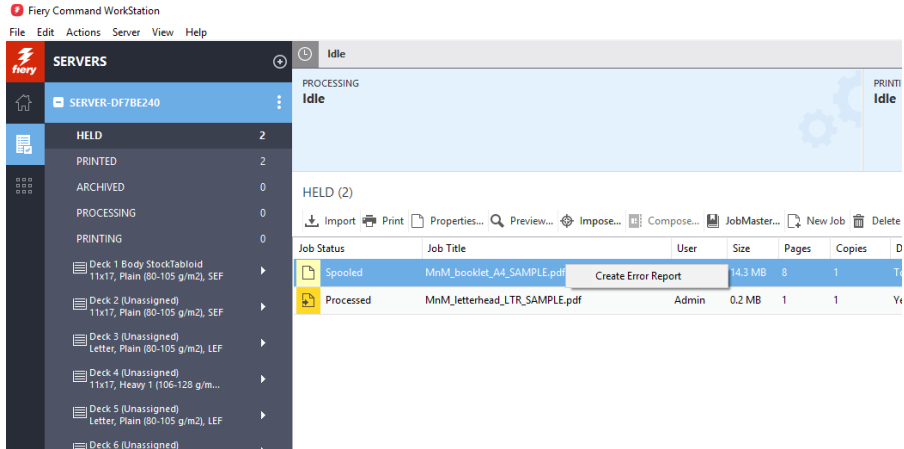 Fiery Command WorkStation
File Edit Actions Server View Help
fiery
SERVERS
Idle
PROCESSING
Idle
PRINTI
Idle
SERVER-DF7BE240
HELD 2
PRINTED 2
ARCHIVED 0
PROCESSING 0
PRINTING 0
Deck 1 Body StockTabloid
11x17, Plain (80-105 g/m2), SEF
Deck 2 (Unassigned)
11x17, Plain (80-105 g/m2), SEF
Deck 3 (Unassigned)
Letter, Plain (80-105 g/m2), LEF
Deck 4 (Unassigned)
11x17, Heavy 1 (106-128 g/m...
Deck 5 (Unassigned)
Letter, Plain (80-105 g/m2), LEF
Deck 6 (Unassigned)
HELD (2)
Import Print Properties... Preview... Impose... Compose... JobMaster... New Job Delete
Job Status Job Title User Size Pages Copies D
Spooled MnM_booklet_A4_SAMPLE.pdf 14.3 MB 8 1 To
Create Error Report
Processed MnM_letterhead_LTR_SAMPLE.pdf Admin 0.2 MB 1 1 Ye